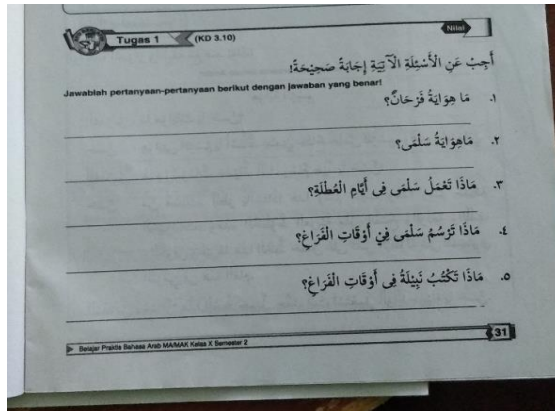 Nilai
Tugas 1 (KD 3.10)
أَجِبْ عَنِ الْأَسْئِلَةِ الْآتِيَةِ إِجَابَةً صَحِيْحَةً!
Jawablah pertanyaan-pertanyaan berikut dengan jawaban yang benar!
١. مَا هِوَايَةُ فَرْحَانٌ؟
٢. مَاهِوَايَةُ سَلْمَى؟
٣. مَاذَا تَعْمَلُ سَلْمَى فِى أَيَّامِ الْعُطْلَةِ؟
٤. مَاذَا تَرْسُمُ سَلْمَى فِيْ أَوْقَاتِ الْفَرَاغِ؟
٥. مَاذَا تَكْتُبُ نَبِيْلَةُ فِى أَوْقَاتِ الْفَرَاغِ؟
Belajar Praktis Bahasa Arab MA/MAK Kelas X Semester 2
31